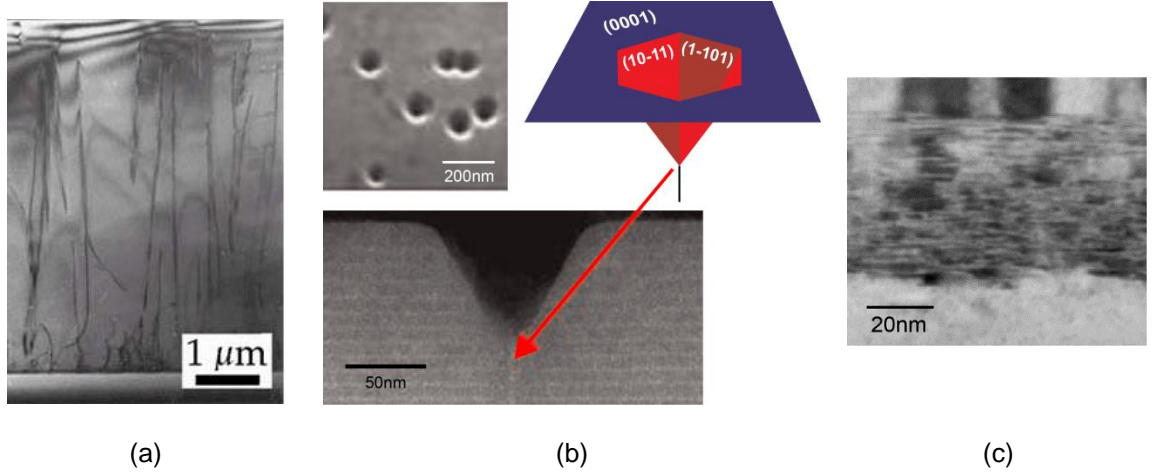 1 μm
200nm
(0001)
(10-11)
(1-101)
50nm
20nm
(a)
(b)
(c)